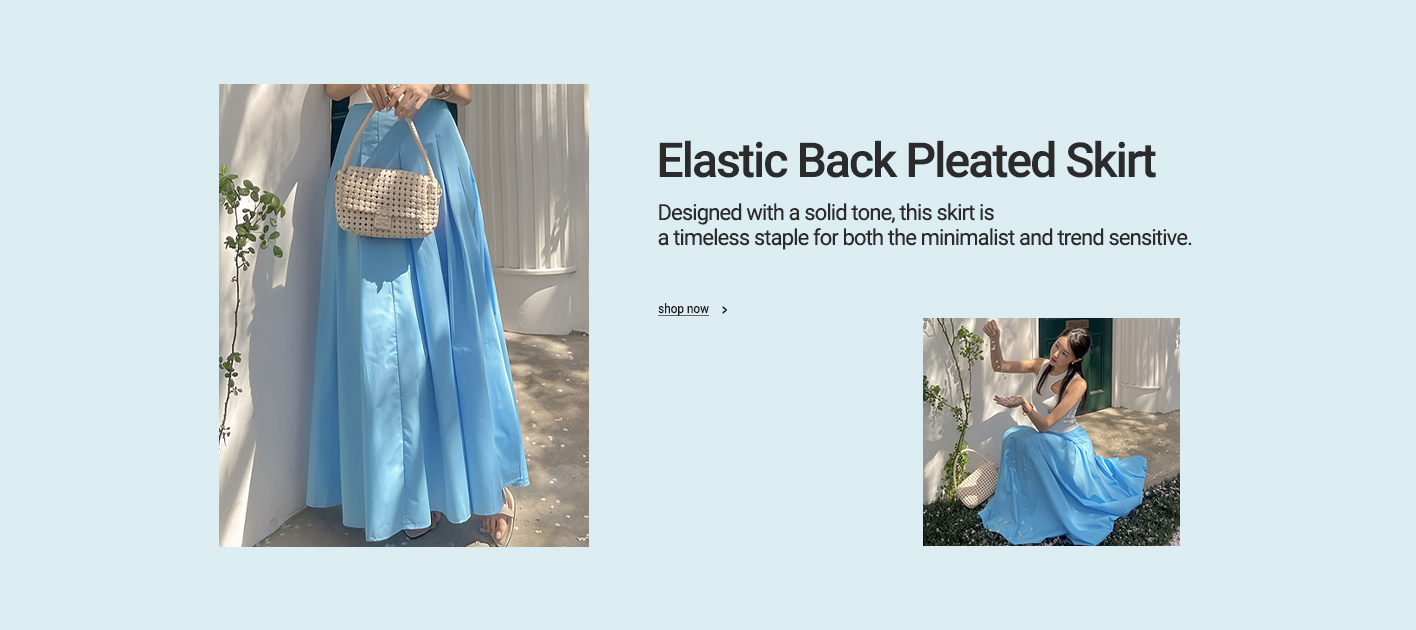 Elastic Back Pleated Skirt
Designed with a solid tone, this skirt is
a timeless staple for both the minimalist and trend sensitive.
shop now